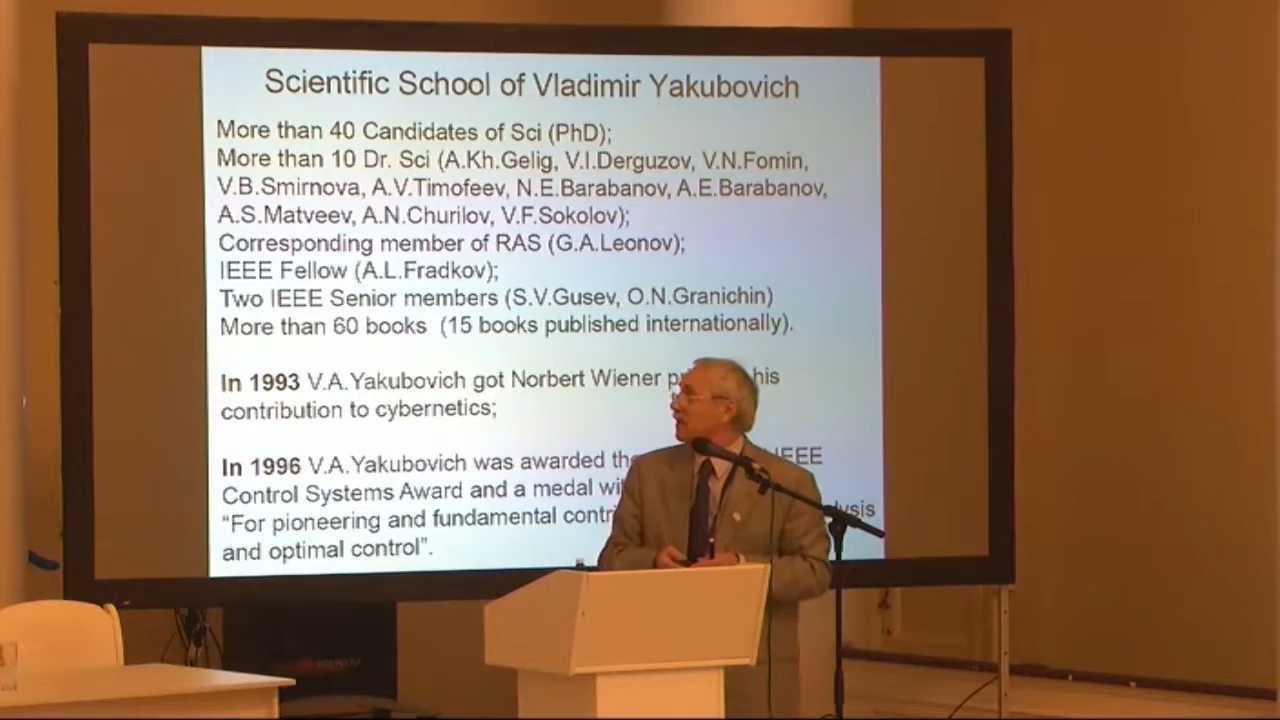 Scientific School of Vladimir Yakubovich
More than 40 Candidates of Sci (PhD);
More than 10 Dr. Sci (A.Kh.Gelig, V.I.Derguzov, V.N.Fomin,
V.B.Smirnova, A.V.Timofeev, N.E.Barabanov, A.E.Barabanov,
A.S.Matveev, A.N.Churilov, V.F.Sokolov);
Corresponding member of RAS (G.A.Leonov);
IEEE Fellow (A.L.Fradkov);
Two IEEE Senior members (S.V.Gusev, O.N.Granichin)
More than 60 books (15 books published internationally).
In 1993 V.A.Yakubovich got Norbert Wiener his
contribution to cybernetics;
In 1996 V.A.Yakubovich was awarded IEEE
Control Systems Award and a medal
“For pioneering and fundamental
and optimal control”.